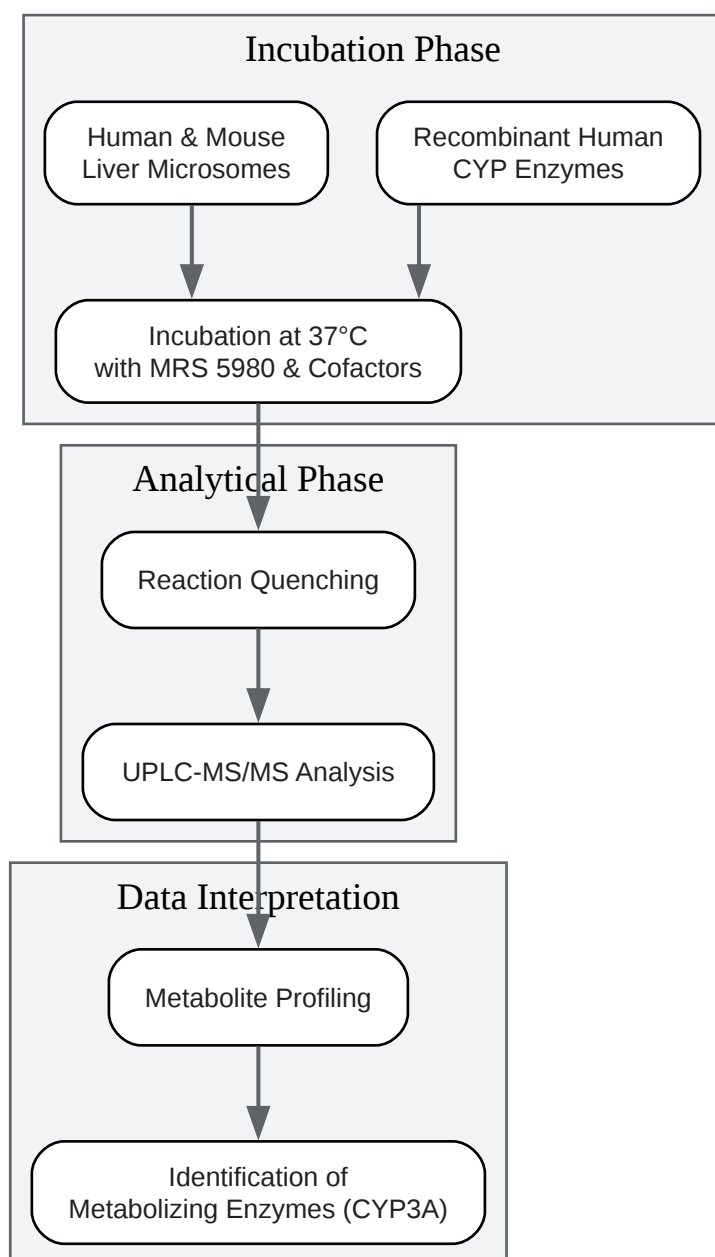 Incubation Phase
Human & Mouse
Liver Microsomes
Recombinant Human
CYP Enzymes
Incubation at 37°C
with MRS 5980 & Cofactors
Analytical Phase
Reaction Quenching
UPLC-MS/MS Analysis
Data Interpretation
Metabolite Profiling
Identification of
Metabolizing Enzymes (CYP3A)